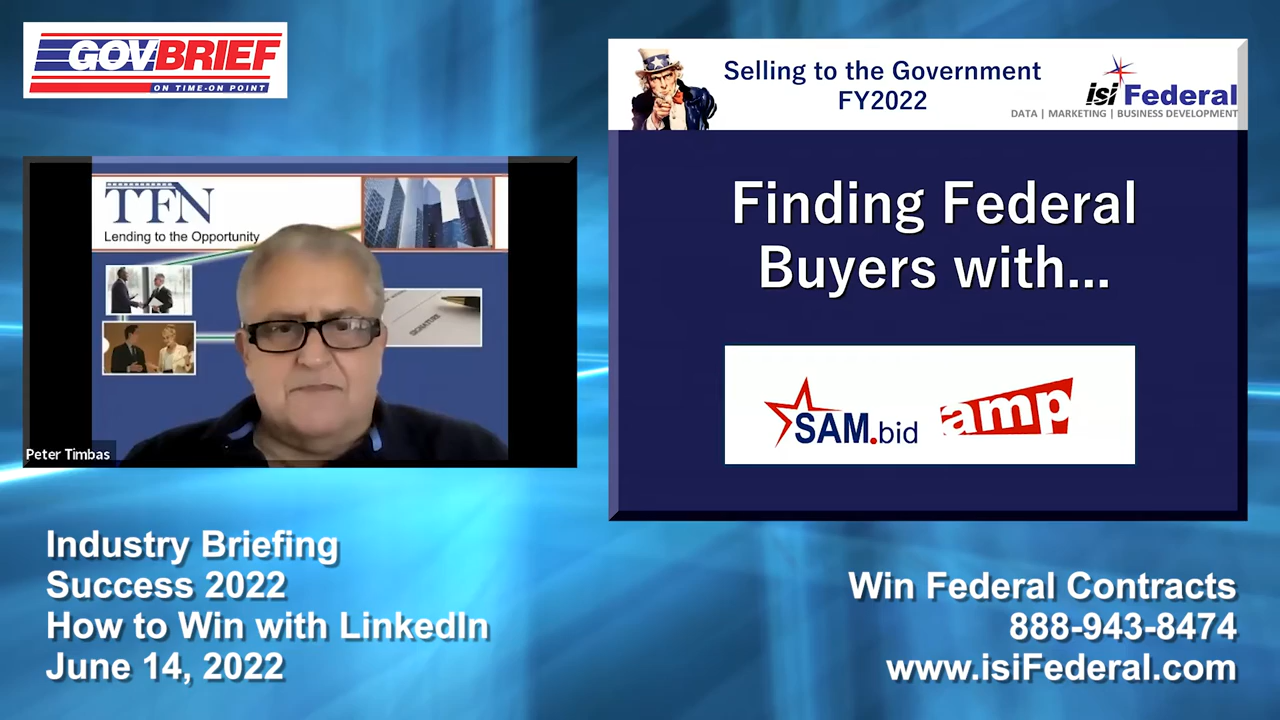 GOVBRIEF
ON TIME-ON POINT
TFN
Lending to the Opportunity
SIGNATURE
Peter Timbas
Selling to the Government
FY2022
isiFederal
DATA | MARKETING | BUSINESS DEVELOPMENT
Finding Federal
Buyers with...
SAM.bid
amp
Industry Briefing
Success 2022
How to Win with LinkedIn
June 14, 2022
Win Federal Contracts
888-943-8474
www.isiFederal.com